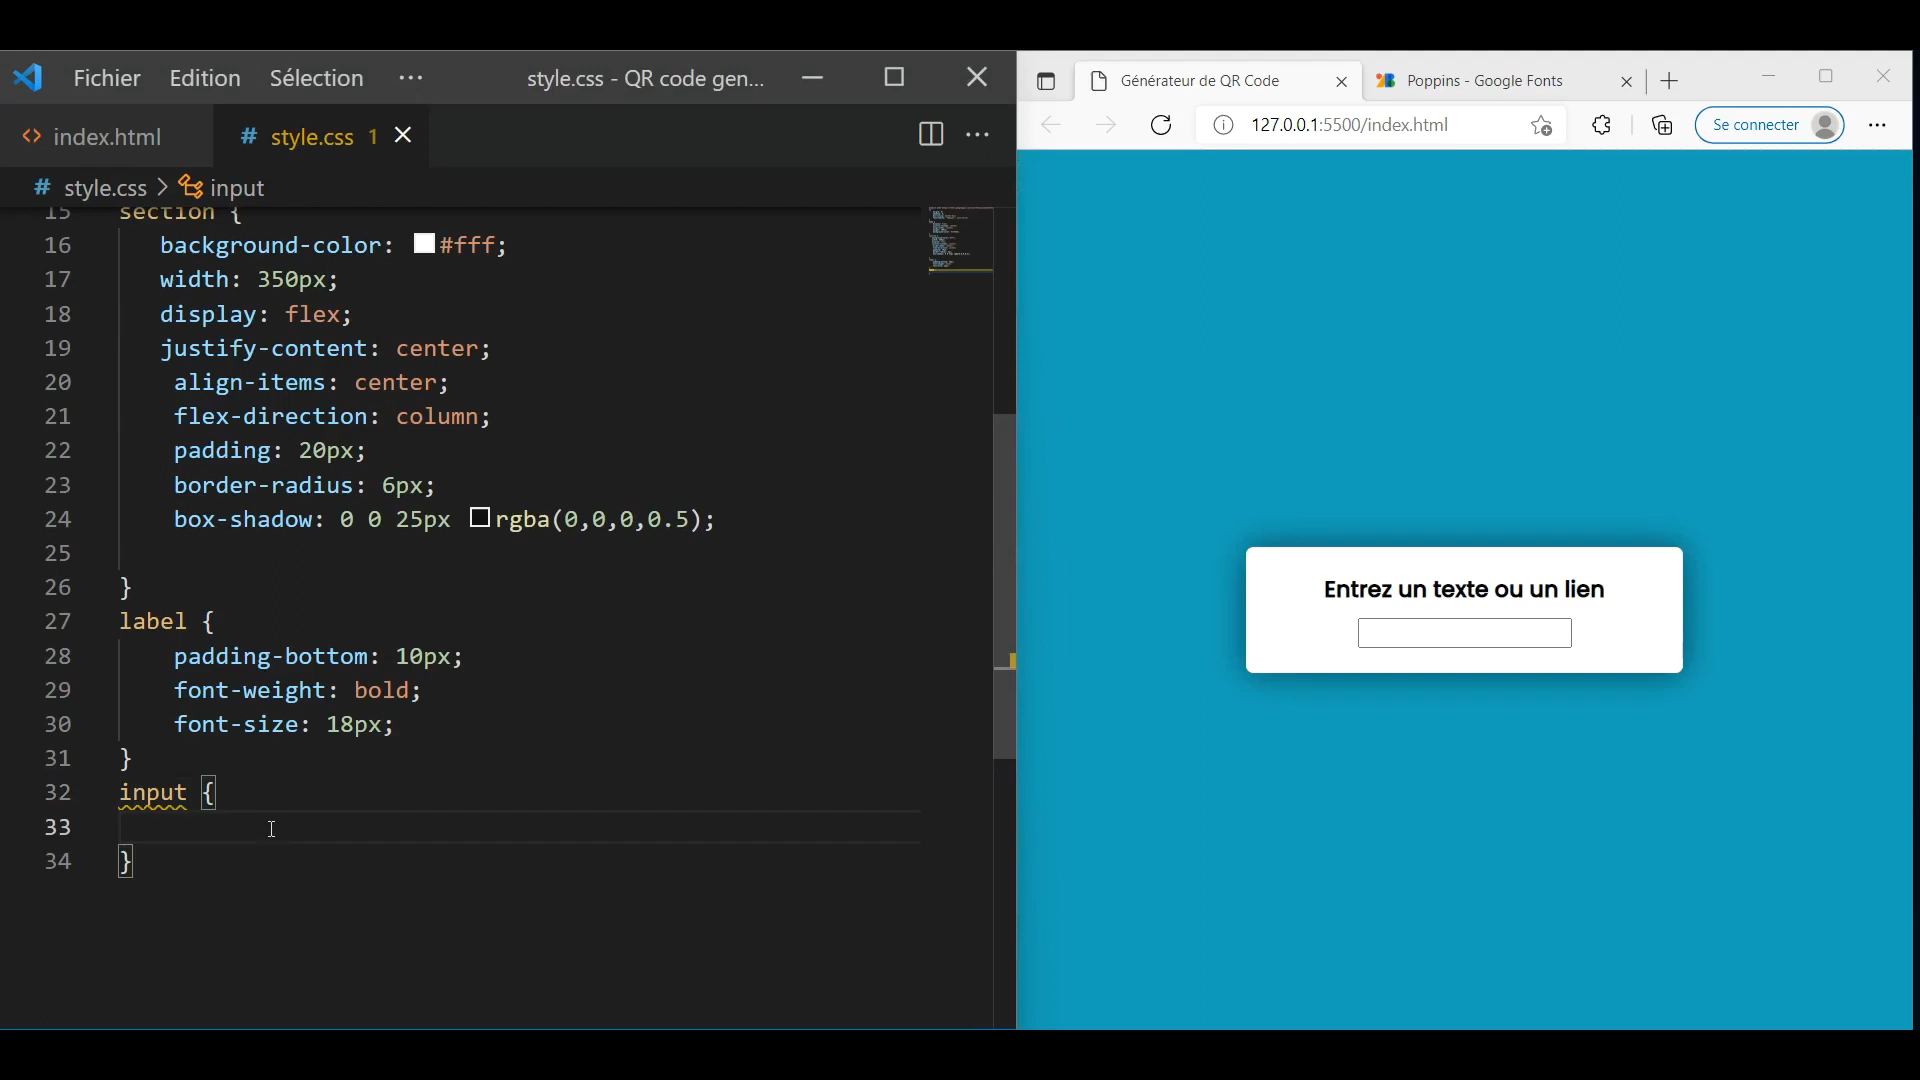 Fichier Edition Sélection ··· style.css - QR code gen...
index.html # style.css 1
# style.css > input
15 section {
16 background-color: #fff;
17 width: 350px;
18 display: flex;
19 justify-content: center;
20 align-items: center;
21 flex-direction: column;
22 padding: 20px;
23 border-radius: 6px;
24 box-shadow: 0 0 25px rgba(0,0,0,0.5);
25
26 }
27 label {
28 padding-bottom: 10px;
29 font-weight: bold;
30 font-size: 18px;
31 }
32 input {
33
34 }
Générateur de QR Code Poppins - Google Fonts
127.0.0.1:5500/index.html Se connecter
Entrez un texte ou un lien